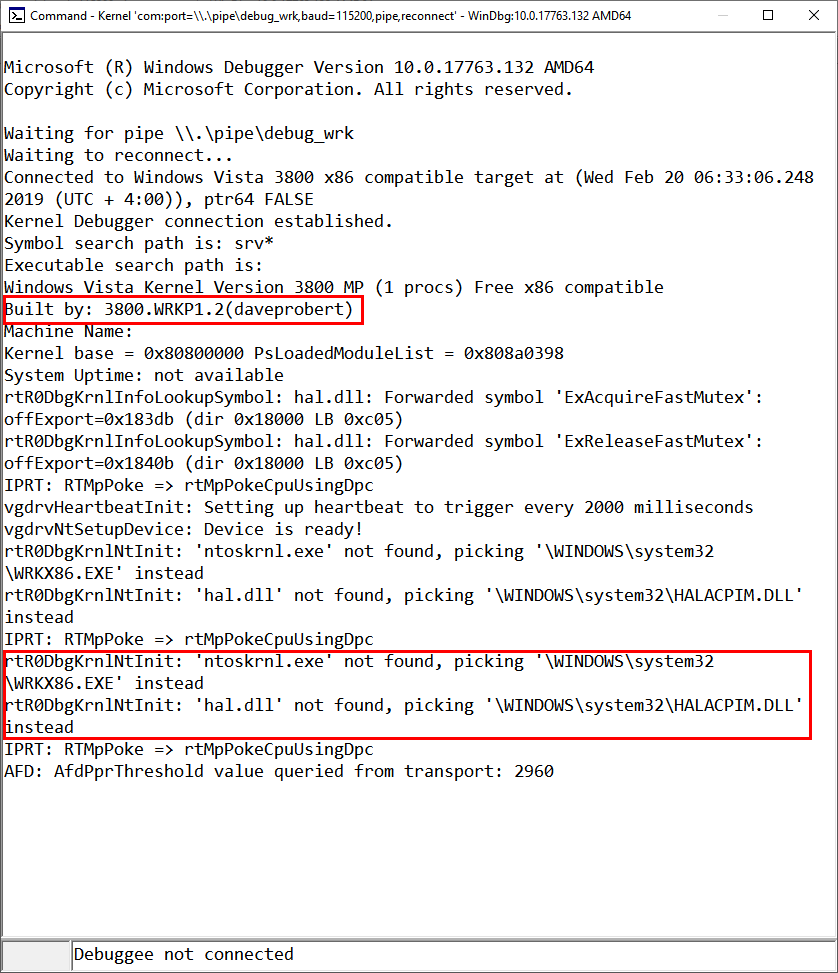 Command - Kernel 'com:port=\\.\pipe\debug_wrk,baud=115200,pipe,reconnect' - WinDbg:10.0.17763.132 AMD64
Microsoft (R) Windows Debugger Version 10.0.17763.132 AMD64
Copyright (c) Microsoft Corporation. All rights reserved.
Waiting for pipe \\.\pipe\debug_wrk
Waiting to reconnect...
Connected to Windows Vista 3800 x86 compatible target at (Wed Feb 20 06:33:06.248
2019 (UTC + 4:00)), ptr64 FALSE
Kernel Debugger connection established.
Symbol search path is: srv*
Executable search path is:
Windows Vista Kernel Version 3800 MP (1 procs) Free x86 compatible
Built by: 3800.WRKP1.2(daveprobert)
Machine Name:
Kernel base = 0x80800000 PsLoadedModuleList = 0x808a0398
System Uptime: not available
rtR0DbgKrnlInfoLookupSymbol: hal.dll: Forwarded symbol 'ExAcquireFastMutex':
offExport=0x183db (dir 0x18000 LB 0xc05)
rtR0DbgKrnlInfoLookupSymbol: hal.dll: Forwarded symbol 'ExReleaseFastMutex':
offExport=0x1840b (dir 0x18000 LB 0xc05)
IPRT: RTMpPoke => rtMpPokeCpuUsingDpc
vgdrvHeartbeatInit: Setting up heartbeat to trigger every 2000 milliseconds
vgdrvNtSetupDevice: Device is ready!
rtR0DbgKrnlNtInit: 'ntoskrnl.exe' not found, picking '\WINDOWS\system32
\WRKX86.EXE' instead
rtR0DbgKrnlNtInit: 'hal.dll' not found, picking '\WINDOWS\system32\HALACPIM.DLL'
instead
IPRT: RTMpPoke => rtMpPokeCpuUsingDpc
rtR0DbgKrnlNtInit: 'ntoskrnl.exe' not found, picking '\WINDOWS\system32
\WRKX86.EXE' instead
rtR0DbgKrnlNtInit: 'hal.dll' not found, picking '\WINDOWS\system32\HALACPIM.DLL'
instead
IPRT: RTMpPoke => rtMpPokeCpuUsingDpc
AFD: AfdPprThreshold value queried from transport: 2960
Debuggee not connected